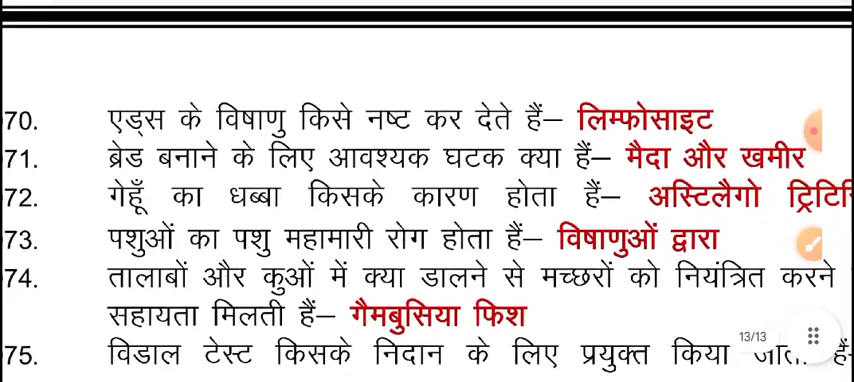 70. एड्स के विषाणु किसे नष्ट कर देते हैं– लिम्फोसाइट
71. ब्रेड बनाने के लिए आवश्यक घटक क्या हैं– मैदा और खमीर
72. गेहूँ का धब्बा किसके कारण होता हैं– अस्टिलैगो
73. पशुओं का पशु महामारी रोग होता हैं– विषाणुओं द्वारा
74. तालाबों और कुओं में क्या डालने से मच्छरों को नियंत्रित करने
सहायता मिलती हैं– गैमबुसिया फिश
13/13
75. विडाल टेस्ट किसके निदान के लिए प्रयुक्त किया